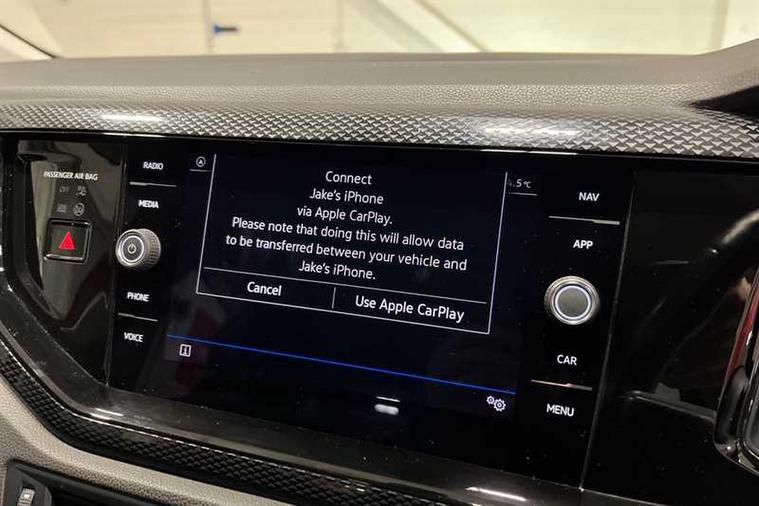 PASSENGER AIR BAG
OFF
RADIO
MEDIA
PHONE
VOICE
Connect
Jake's iPhone
via Apple CarPlay.
Please note that doing this will allow data
to be transferred between your vehicle and
Jake's iPhone.
Cancel
Use Apple CarPlay
.5°C
NAV
APP
CAR
MENU